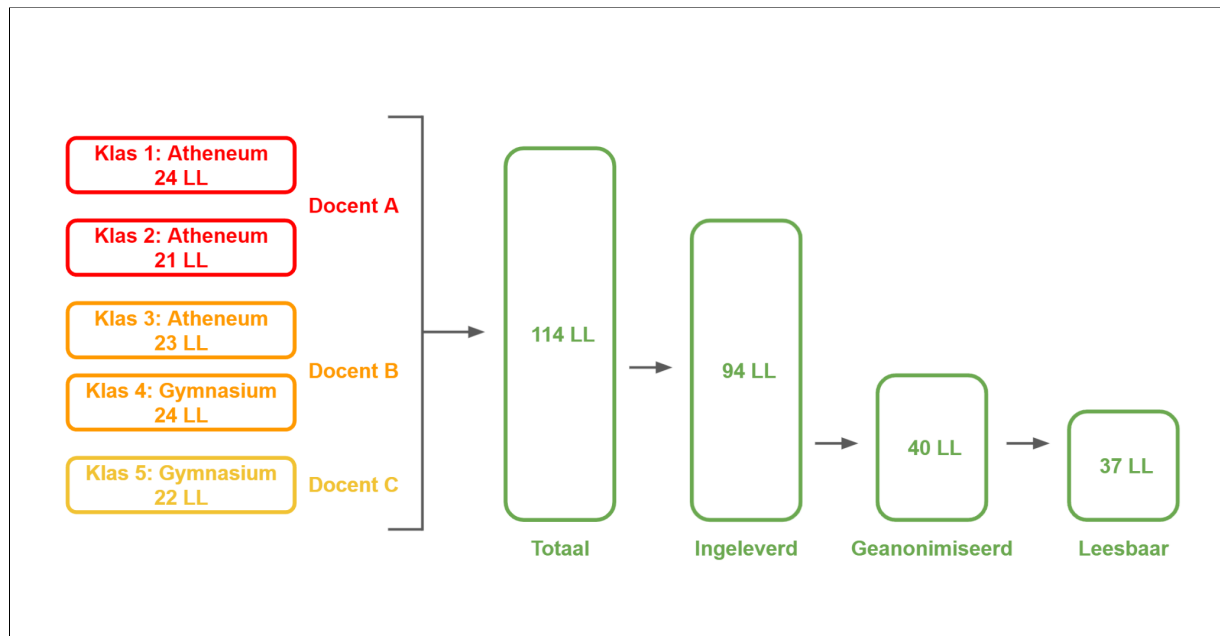 Klas 1: Atheneum
24 LL
Docent A
Klas 2: Atheneum
21 LL
Klas 3: Atheneum
23 LL
Docent B
Klas 4: Gymnasium
24 LL
Klas 5: Gymnasium
22 LL
Docent C
114 LL
Totaal
94 LL
Ingeleverd
40 LL
Geanonimiseerd
37 LL
Leesbaar